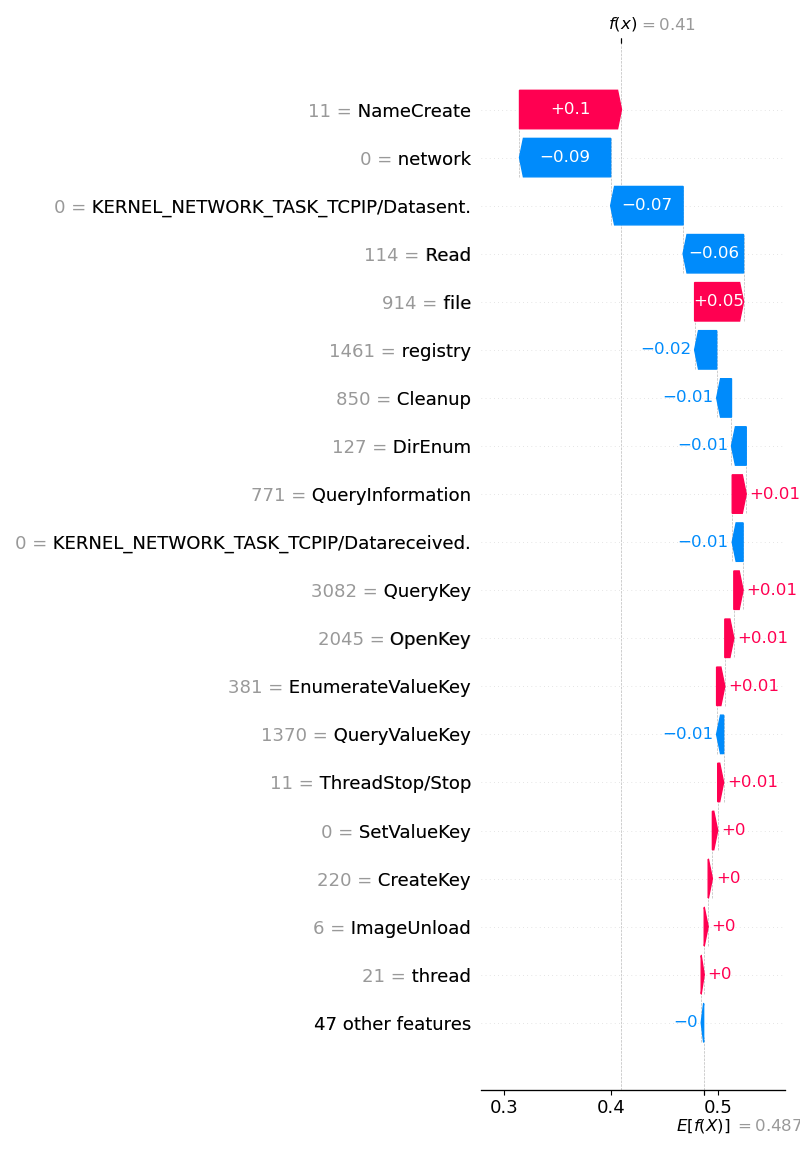 f(x) = 0.41
11 = NameCreate +0.1
0 = network −0.09
0 = KERNEL_NETWORK_TASK_TCPIP/Datasent. −0.07
114 = Read −0.06
914 = file +0.05
1461 = registry −0.02
850 = Cleanup −0.01
127 = DirEnum −0.01
771 = QueryInformation +0.01
0 = KERNEL_NETWORK_TASK_TCPIP/Datareceived. −0.01
3082 = QueryKey +0.01
2045 = OpenKey +0.01
381 = EnumerateValueKey +0.01
1370 = QueryValueKey −0.01
11 = ThreadStop/Stop +0.01
0 = SetValueKey +0
220 = CreateKey +0
6 = ImageUnload +0
21 = thread +0
47 other features −0
0.3 0.4 0.5
E[f(X)] = 0.487